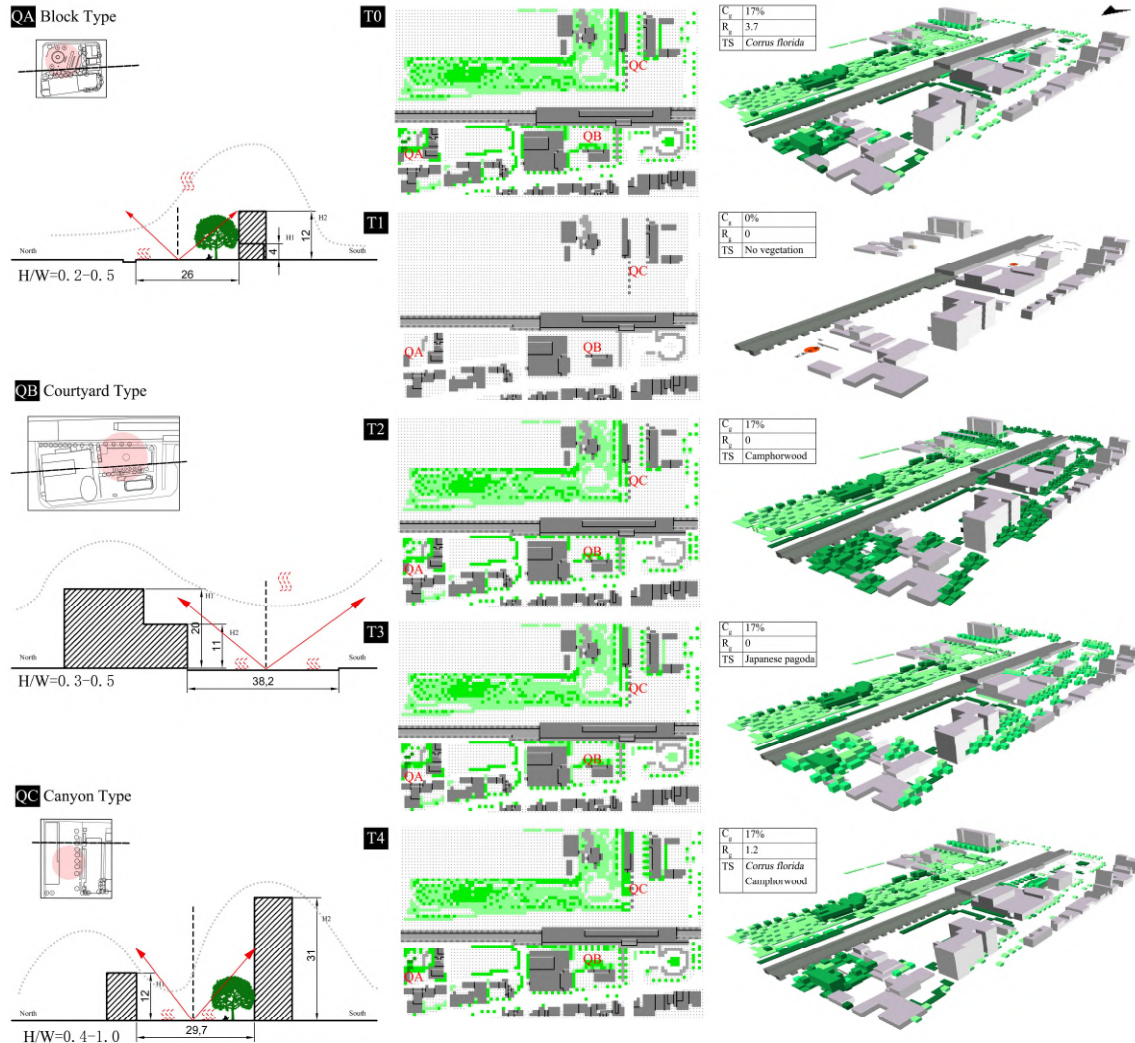 QA Block Type
H2
H1
12
4
North
South
26
H/W=0.2-0.5
QB Courtyard Type
H1
20
H2
11
North
South
38,2
H/W=0.3-0.5
QC Canyon Type
H2
31
H1
12
North
South
29,7
H/W=0.4-1.0
T0
QC
QA
QB
Cg 17%
Rg 3.7
TS Corrus florida
T1
QC
QA
QB
Cg 0%
Rg 0
TS No vegetation
T2
QC
QA
QB
Cg 17%
Rg 0
TS Camphorwood
T3
QC
QA
QB
Cg 17%
Rg 0
TS Japanese pagoda
T4
QC
QA
QB
Cg 17%
Rg 1.2
TS Corrus florida
Camphorwood